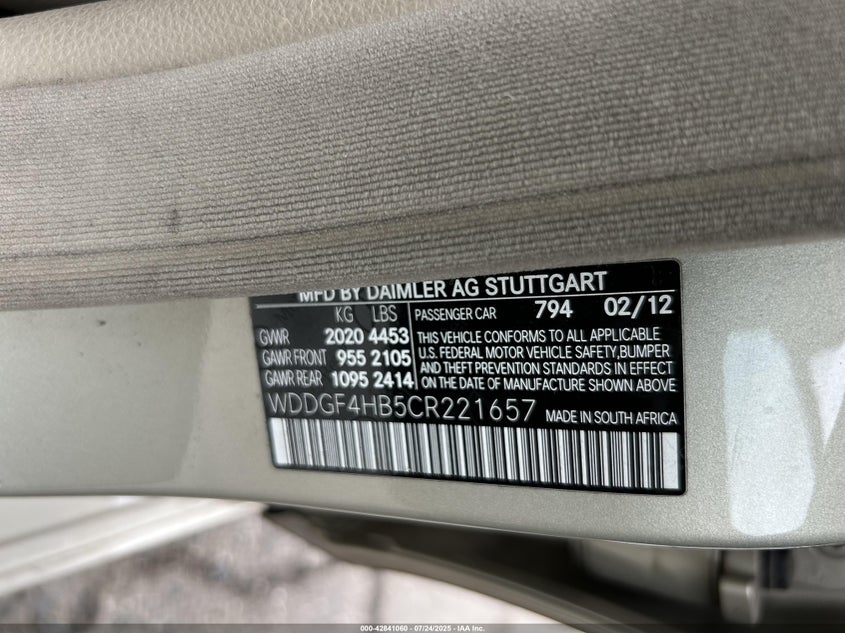 MFD BY DAIMLER AG STUTTGART
KG LBS
GVWR 2020 4453
GAWR FRONT 955 2105
GAWR REAR 1095 2414
PASSENGER CAR 794 02/12
THIS VEHICLE CONFORMS TO ALL APPLICABLE
U.S. FEDERAL MOTOR VEHICLE SAFETY,BUMPER
AND THEFT PREVENTION STANDARDS IN EFFECT
ON THE DATE OF MANUFACTURE SHOWN ABOVE
WDDGF4HB5CR221657 MADE IN SOUTH AFRICA
000-42841060 - 07/24/2025 - IAA Inc.